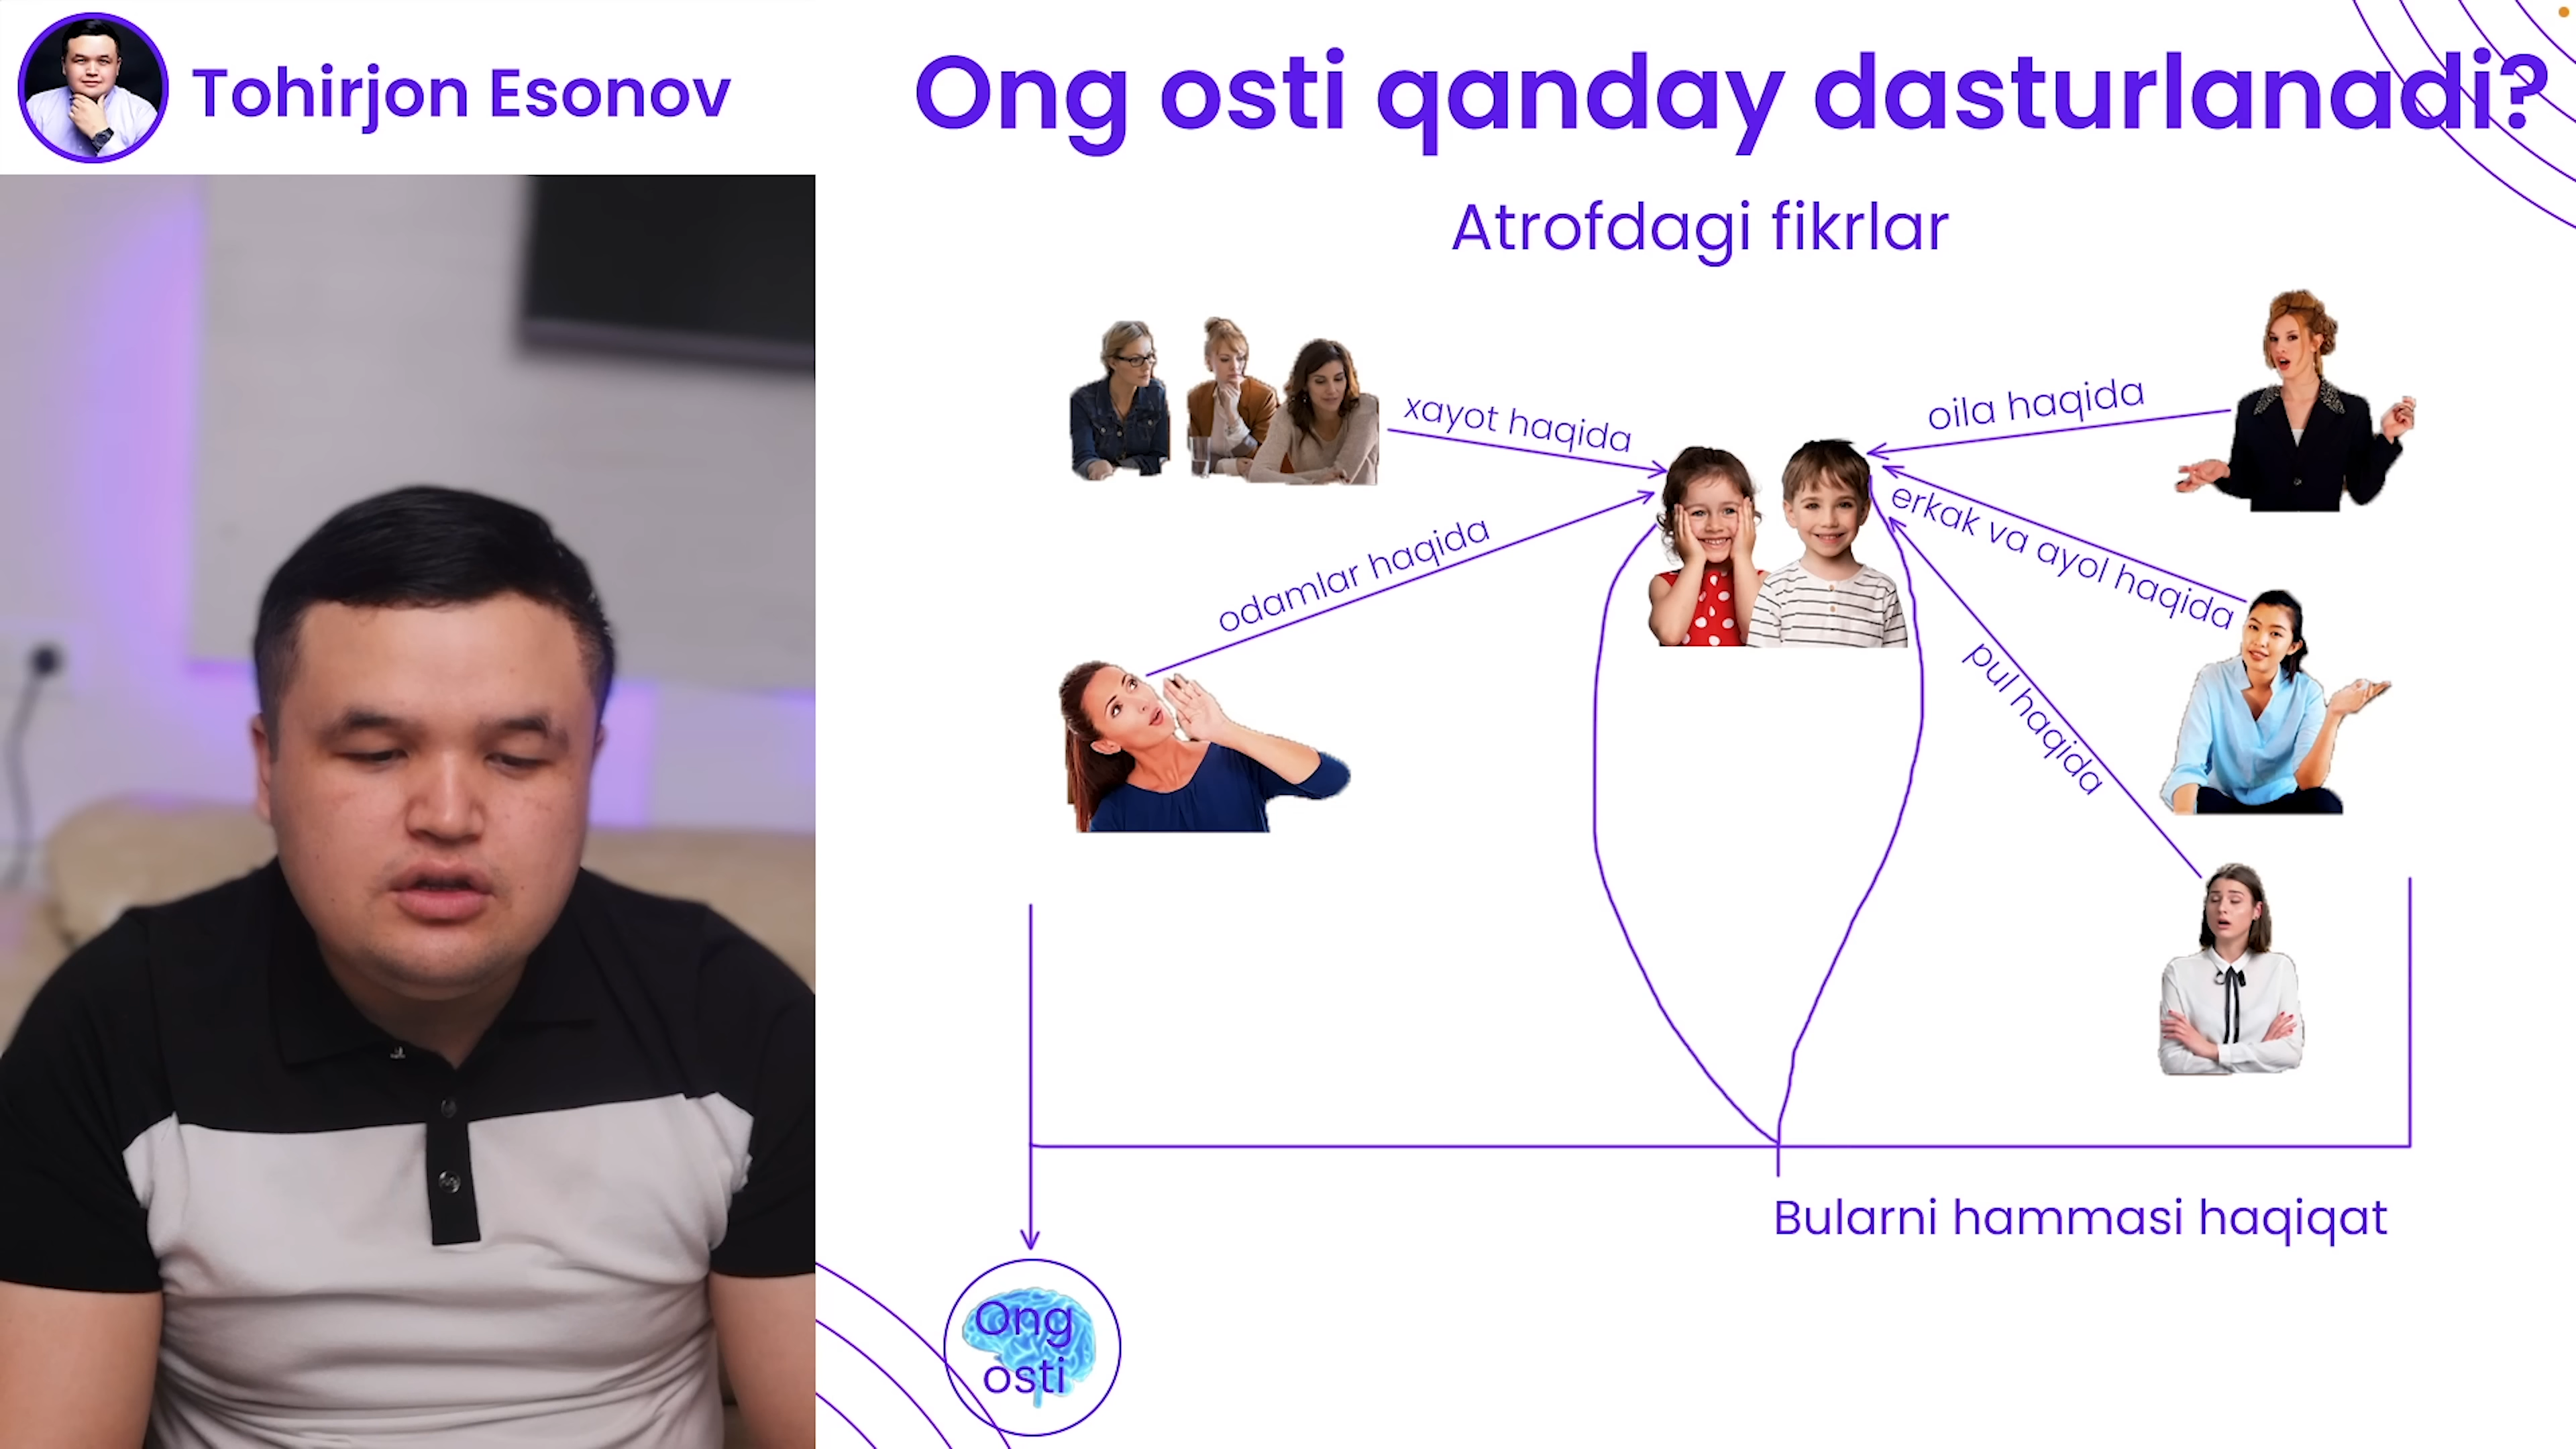 Tohirjon Esonov
Ong osti qanday dasturlanadi?
Atrofdagi fikrlar
xayot haqida
oila haqida
odamlar haqida
erkak va ayol haqida
pul haqida
Bularni hammasi haqiqat
Ong
osti